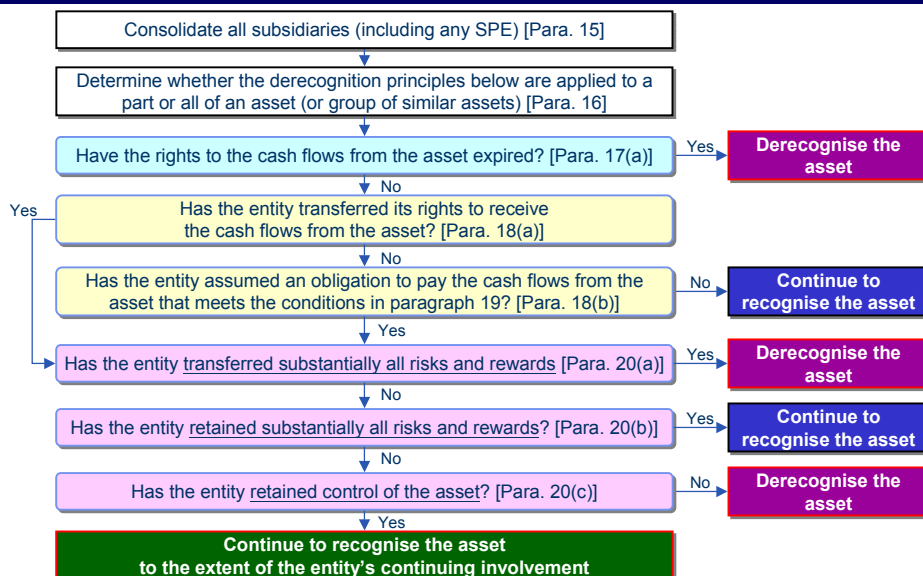 Consolidate all subsidiaries (including any SPE) [Para. 15]
Determine whether the derecognition principles below are applied to a
part or all of an asset (or group of similar assets) [Para. 16]
Have the rights to the cash flows from the asset expired? [Para. 17(a)]
Yes
Derecognise the
asset
No
Yes
Has the entity transferred its rights to receive
the cash flows from the asset? [Para. 18(a)]
No
Has the entity assumed an obligation to pay the cash flows from the
asset that meets the conditions in paragraph 19? [Para. 18(b)]
No
Continue to
recognise the asset
Yes
Has the entity transferred substantially all risks and rewards [Para. 20(a)]
Yes
Derecognise the
asset
No
Has the entity retained substantially all risks and rewards? [Para. 20(b)]
Yes
Continue to
recognise the asset
No
Has the entity retained control of the asset? [Para. 20(c)]
No
Derecognise the
asset
Yes
Continue to recognise the asset
to the extent of the entity's continuing involvement